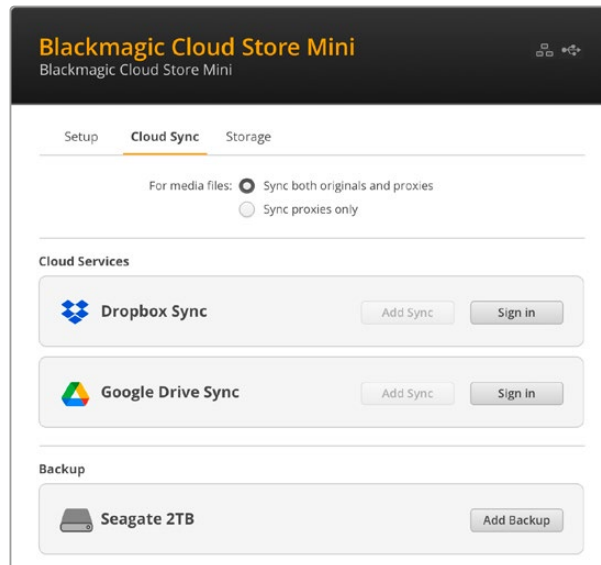 Blackmagic Cloud Store Mini
Blackmagic Cloud Store Mini
Setup Cloud Sync Storage
For media files: Sync both originals and proxies
Sync proxies only
Cloud Services
Dropbox Sync Add Sync Sign in
Google Drive Sync Add Sync Sign in
Backup
Seagate 2TB Add Backup